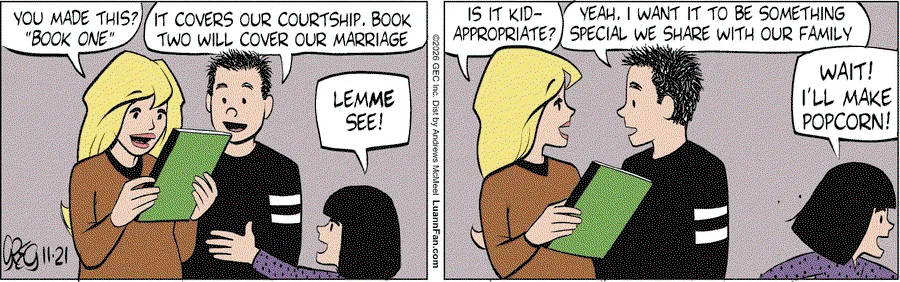 YOU MADE THIS?
"BOOK ONE"
IT COVERS OUR COURTSHIP. BOOK
TWO WILL COVER OUR MARRIAGE
LEMME
SEE!
GREG 11·21
©2026 GEC Inc. Dist by Andrews McMeel LuannFan.com
IS IT KID-
APPROPRIATE?
YEAH. I WANT IT TO BE SOMETHING
SPECIAL WE SHARE WITH OUR FAMILY
WAIT!
I'LL MAKE
POPCORN!